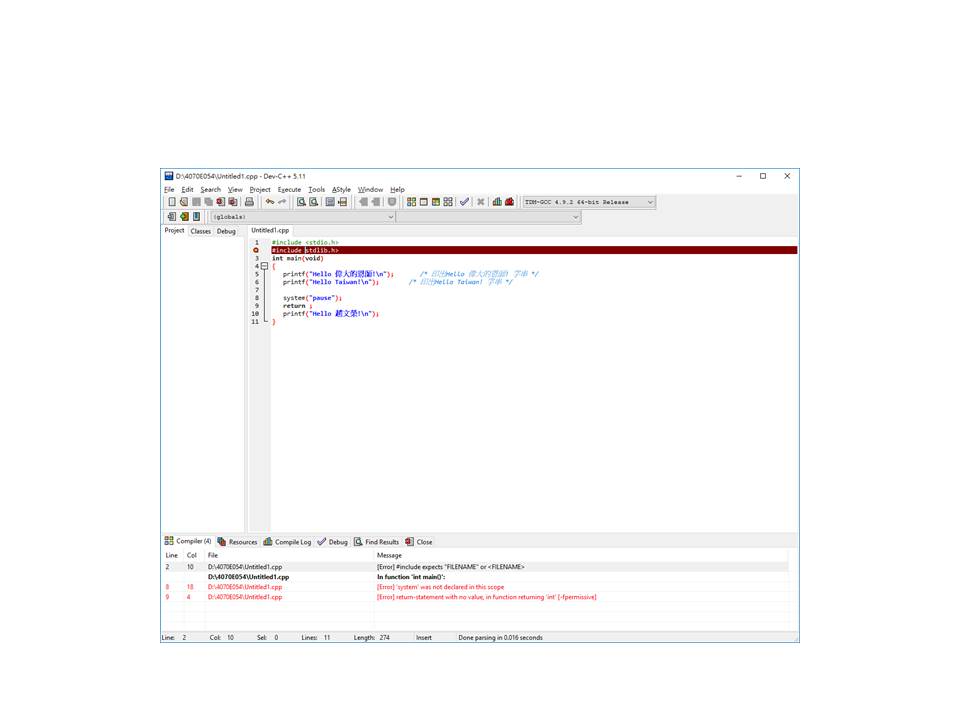 D:\4070E054\Untitled1.cpp - Dev-C++ 5.11
File Edit Search View Project Execute Tools AStyle Window Help
TDM-GCC 4.9.2 64-bit Release
(globals)
Project Classes Debug Untitled1.cpp
1 #include <stdio.h>
#include stdlib.h>
3 int main(void)
4 {
5 printf("Hello 偉大的恩師!\n"); /* 印出Hello 偉大的恩師! 字串 */
6 printf("Hello Taiwan!\n"); /* 印出Hello Taiwan! 字串 */
7
8 system("pause");
9 return ;
10 printf("Hello 趙文榮!\n");
11 }
Compiler (4) Resources Compile Log Debug Find Results Close
Line Col File Message
2 10 D:\4070E054\Untitled1.cpp [Error] #include expects "FILENAME" or <FILENAME>
D:\4070E054\Untitled1.cpp In function 'int main()':
8 18 D:\4070E054\Untitled1.cpp [Error] 'system' was not declared in this scope
9 4 D:\4070E054\Untitled1.cpp [Error] return-statement with no value, in function returning 'int' [-fpermissive]
Line: 2 Col: 10 Sel: 0 Lines: 11 Length: 274 Insert Done parsing in 0.016 seconds